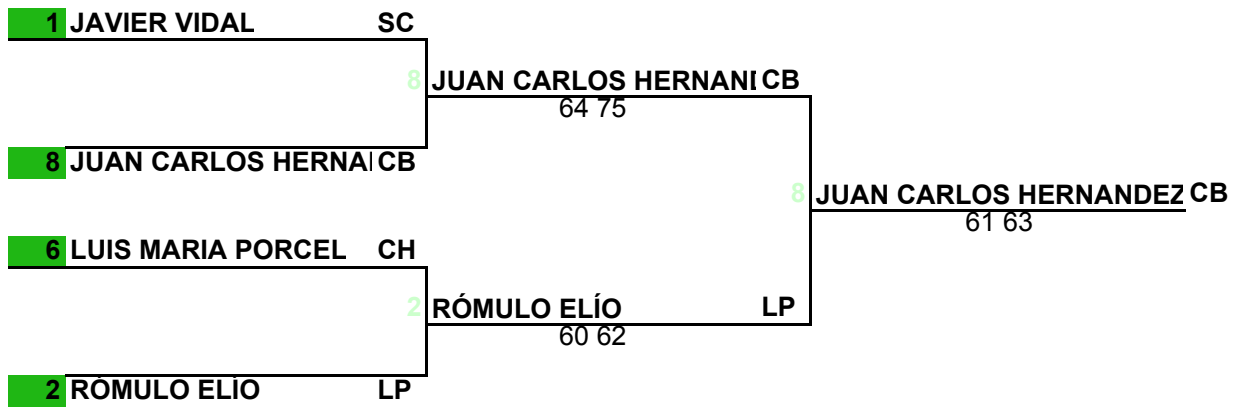 1 JAVIER VIDAL SC
8 JUAN CARLOS HERNANI CB
64 75
8 JUAN CARLOS HERNAI CB
8 JUAN CARLOS HERNANDEZ CB
61 63
6 LUIS MARIA PORCEL CH
2 RÓMULO ELÍO LP
60 62
2 RÓMULO ELÍO LP